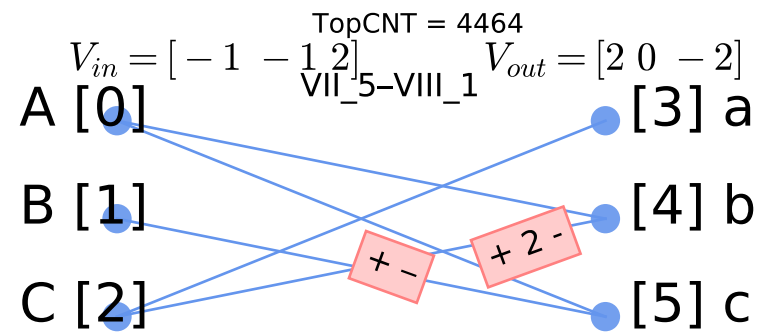 TopCNT = 4464
V_in = [ − 1 − 1 2] V_out = [2 0 − 2]
VII_5–VIII_1
A [0] [3] a
B [1] [4] b
+ 2 -
+ –
C [2] [5] c